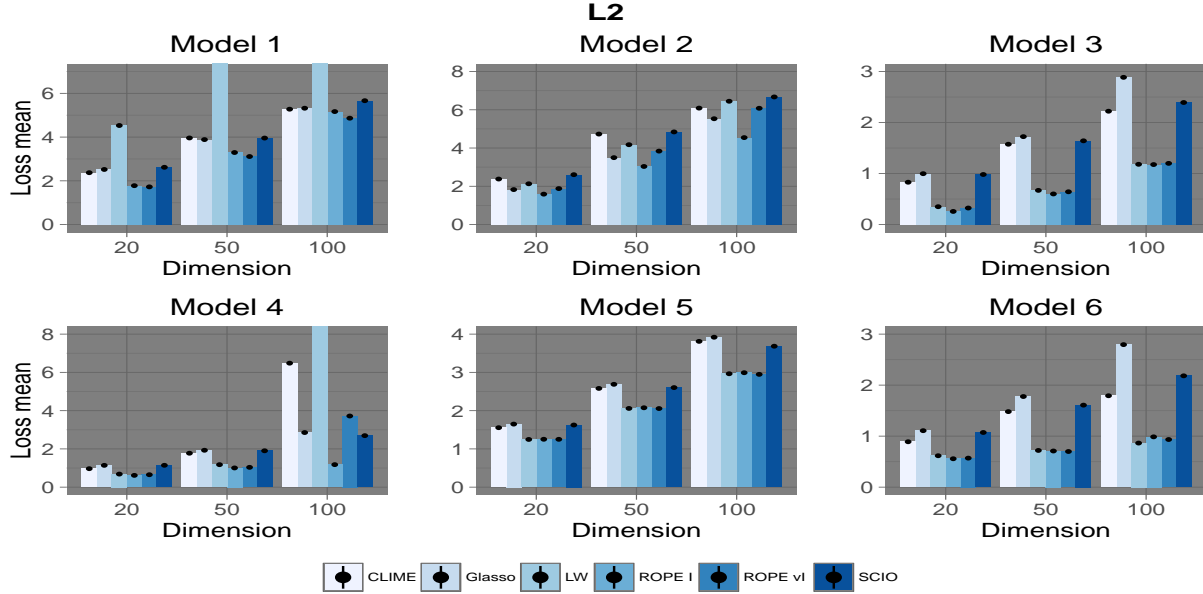 L2
Model 1 Model 2 Model 3
Loss mean
6
4
2
0
8
6
4
2
0
3
2
1
0
20 50 100 20 50 100 20 50 100
Dimension Dimension Dimension
Model 4 Model 5 Model 6
Loss mean
8
6
4
2
0
4
3
2
1
0
3
2
1
0
20 50 100 20 50 100 20 50 100
Dimension Dimension Dimension
CLIME Glasso LW ROPE I ROPE vI SCIO